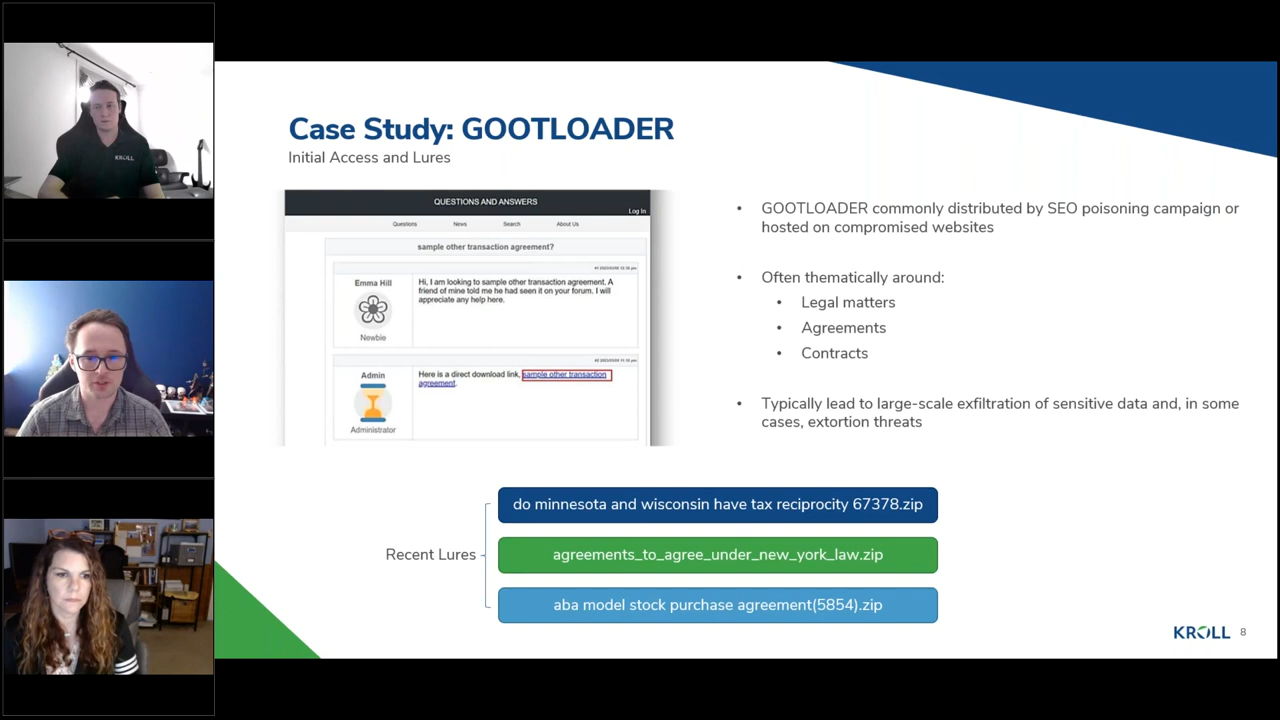 KROLL
Case Study: GOOTLOADER
Initial Access and Lures
QUESTIONS AND ANSWERS
Log In
Questions News Search About Us
sample other transaction agreement?
Emma Hill
Newbie
Hi, I am looking to sample other transaction agreement. A
friend of mine told me he had seen it on your forum. I will
appreciate any help here.
Admin
Administrator
Here is a direct download link, sample other transaction
agreement.
• GOOTLOADER commonly distributed by SEO poisoning campaign or
hosted on compromised websites
• Often thematically around:
• Legal matters
• Agreements
• Contracts
• Typically lead to large-scale exfiltration of sensitive data and, in some
cases, extortion threats
Recent Lures
do minnesota and wisconsin have tax reciprocity 67378.zip
agreements_to_agree_under_new_york_law.zip
aba model stock purchase agreement(5854).zip
KROLL 8